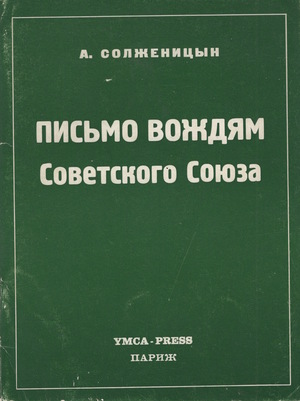 А. СОЛЖЕНИЦЫН
ПИСЬМО ВОЖДЯМ
Советского Союза
YMCA-PRESS
ПАРИЖ